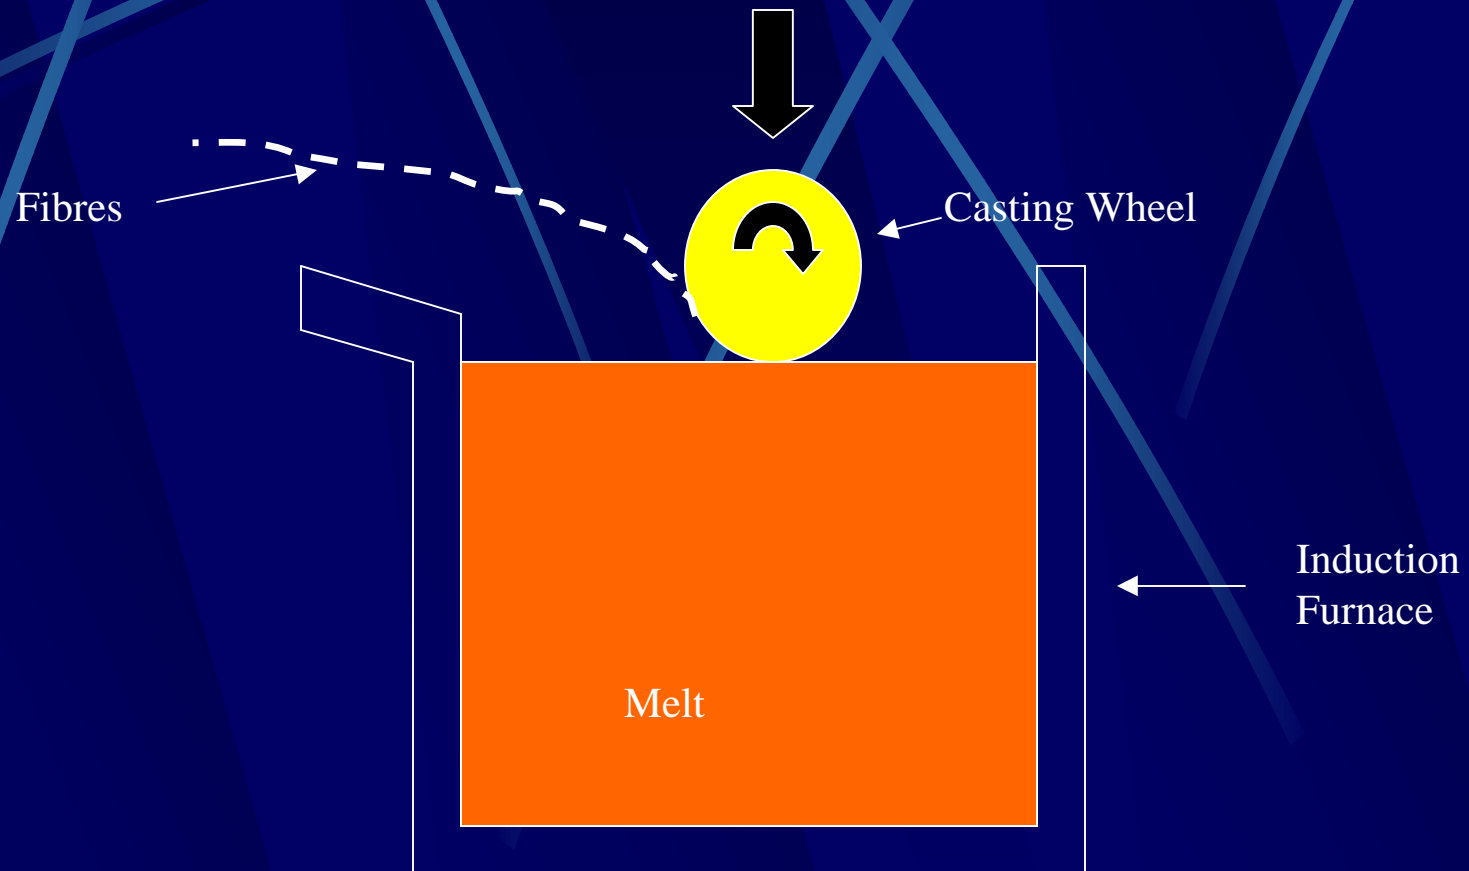 Fibres
Casting Wheel
Induction
Furnace
Melt